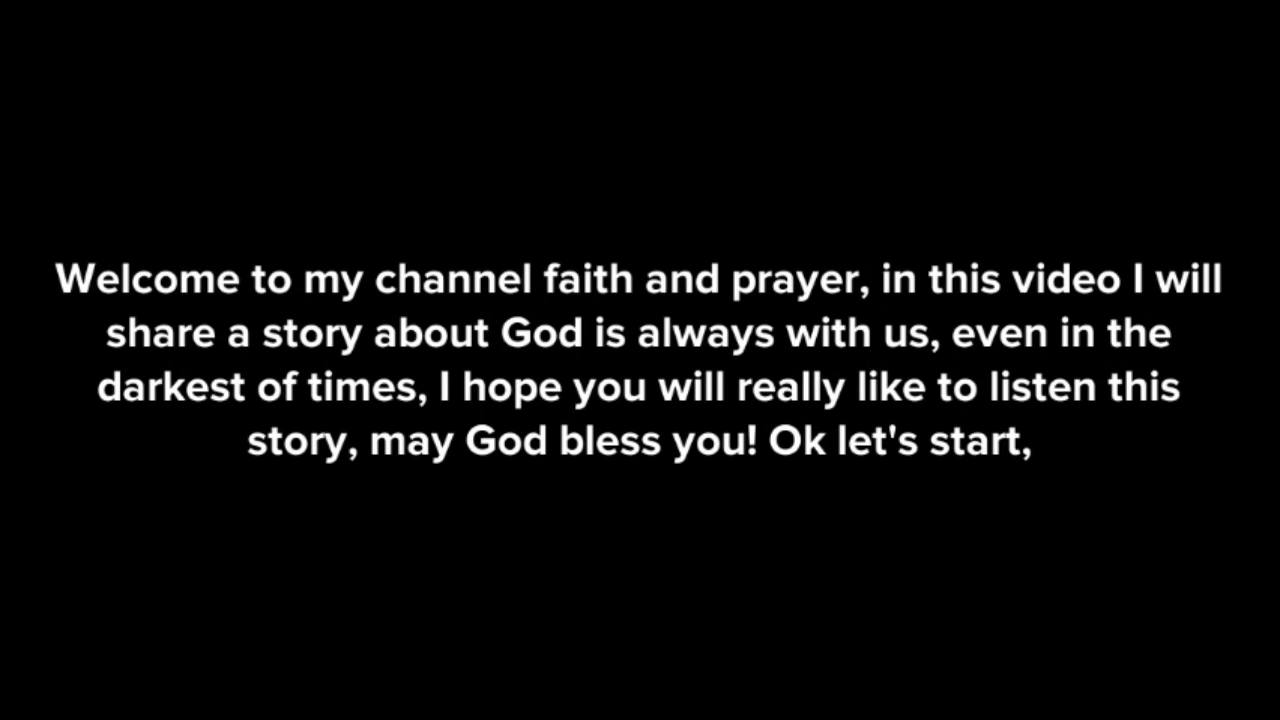 Welcome to my channel faith and prayer, in this video I will
share a story about God is always with us, even in the
darkest of times, I hope you will really like to listen this
story, may God bless you! Ok let's start,